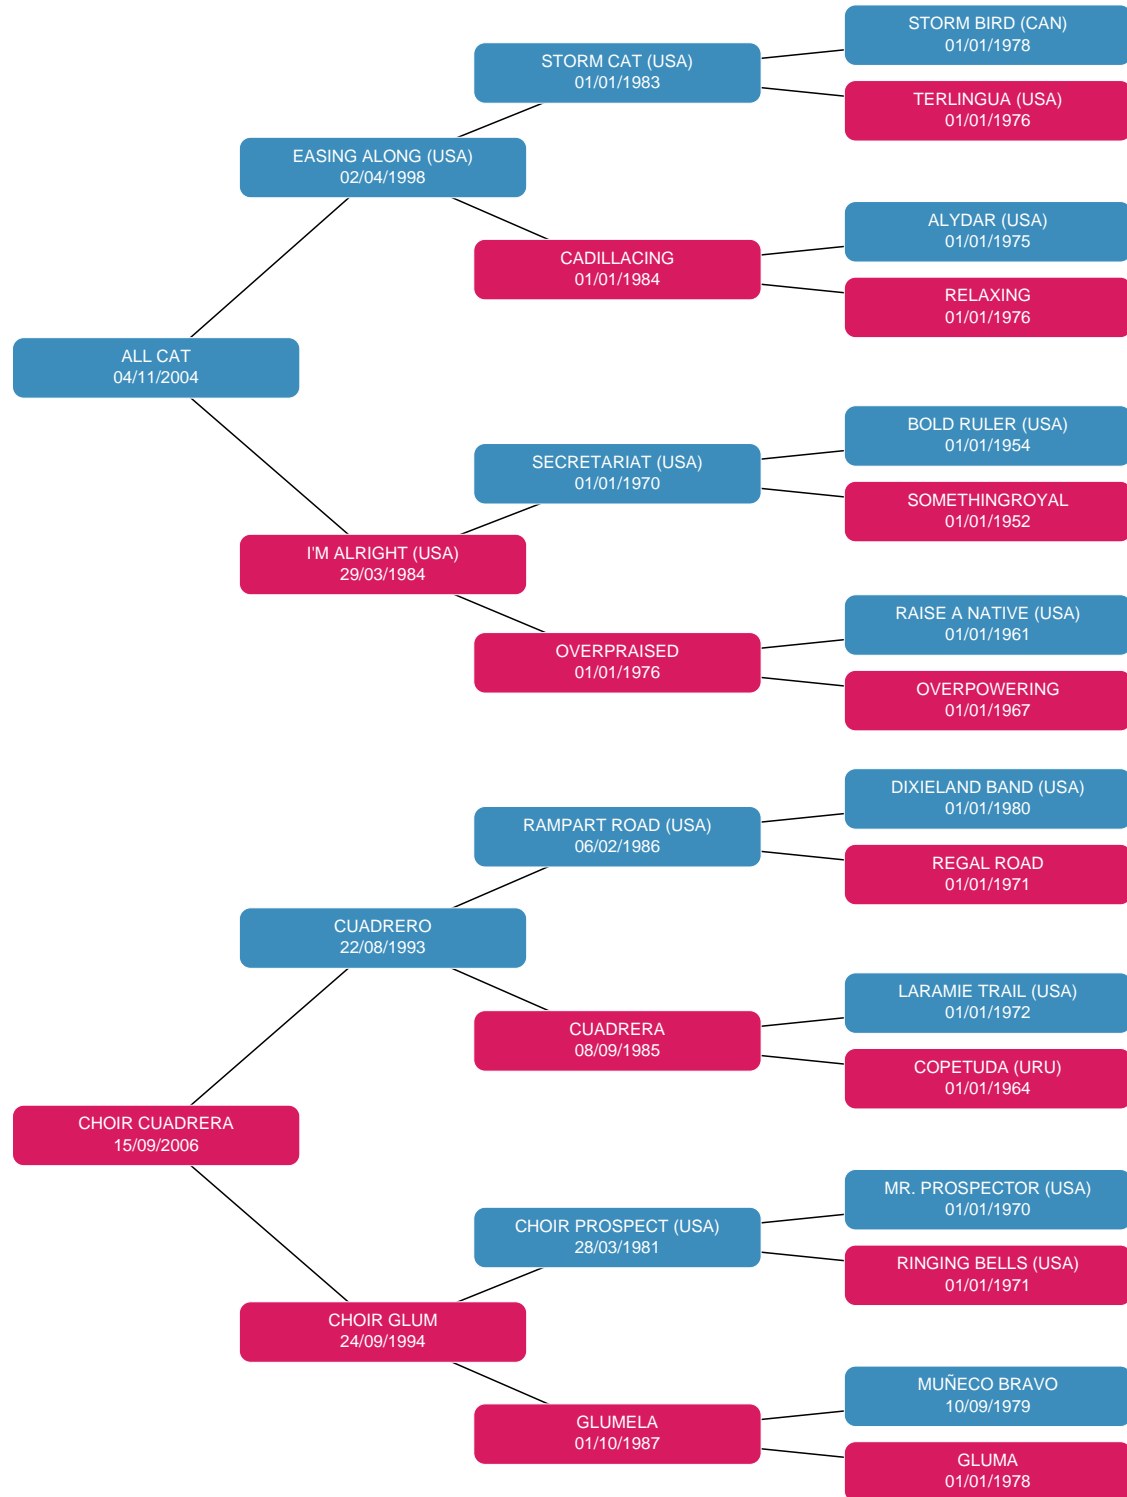 STORM BIRD (CAN)
01/01/1978
STORM CAT (USA)
01/01/1983
TERLINGUA (USA)
01/01/1976
EASING ALONG (USA)
02/04/1998
ALYDAR (USA)
01/01/1975
CADILLACING
01/01/1984
RELAXING
01/01/1976
ALL CAT
04/11/2004
BOLD RULER (USA)
01/01/1954
SECRETARIAT (USA)
01/01/1970
SOMETHINGROYAL
01/01/1952
I'M ALRIGHT (USA)
29/03/1984
RAISE A NATIVE (USA)
01/01/1961
OVERPRAISED
01/01/1976
OVERPOWERING
01/01/1967
DIXIELAND BAND (USA)
01/01/1980
RAMPART ROAD (USA)
06/02/1986
REGAL ROAD
01/01/1971
CUADRERO
22/08/1993
LARAMIE TRAIL (USA)
01/01/1972
CUADRERA
08/09/1985
COPETUDA (URU)
01/01/1964
CHOIR CUADRERA
15/09/2006
MR. PROSPECTOR (USA)
01/01/1970
CHOIR PROSPECT (USA)
28/03/1981
RINGING BELLS (USA)
01/01/1971
CHOIR GLUM
24/09/1994
MUÑECO BRAVO
10/09/1979
GLUMELA
01/10/1987
GLUMA
01/01/1978